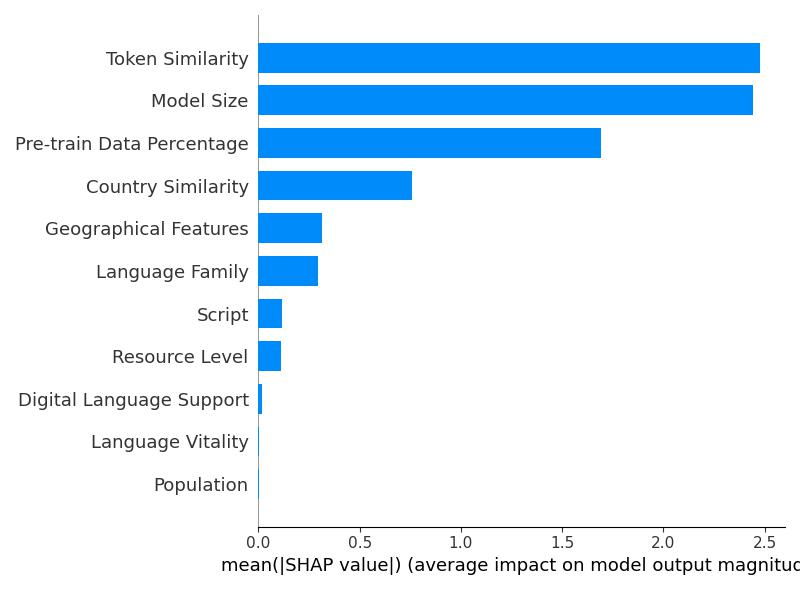 Token Similarity
Model Size
Pre-train Data Percentage
Country Similarity
Geographical Features
Language Family
Script
Resource Level
Digital Language Support
Language Vitality
Population
0.0 0.5 1.0 1.5 2.0 2.5
mean(|SHAP value|) (average impact on model output magnitud